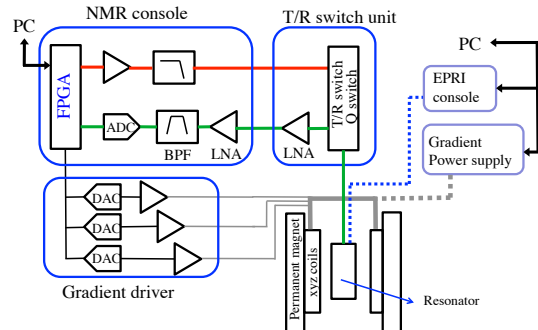 NMR console
T/R switch unit
PC
PC
FPGA
T/R switch
Q switch
EPRI
console
ADC
BPF
LNA
LNA
Gradient
Power supply
DAC
DAC
DAC
Gradient driver
Permanent magnet
xyz coils
Resonator